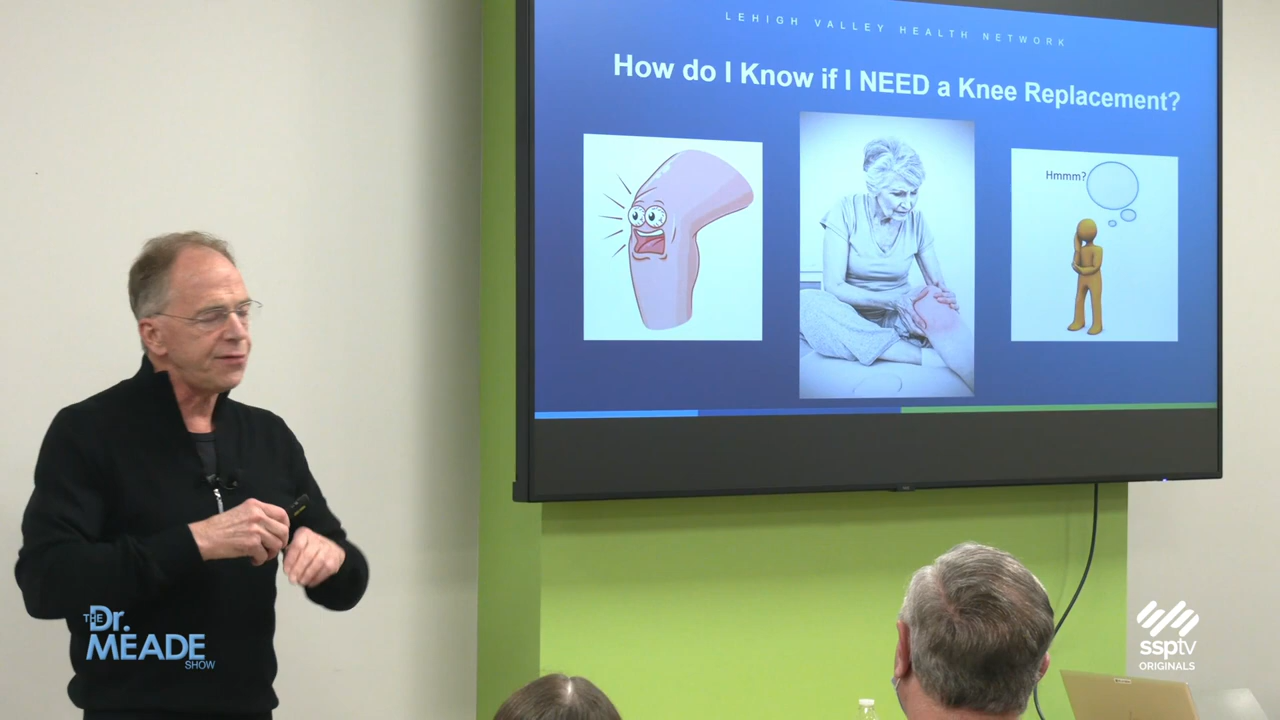 LEHIGH VALLEY HEALTH NETWORK
How do I Know if I NEED a Knee Replacement?
Hmmm?
THE Dr.
MEADE
SHOW
ssptv
ORIGINALS